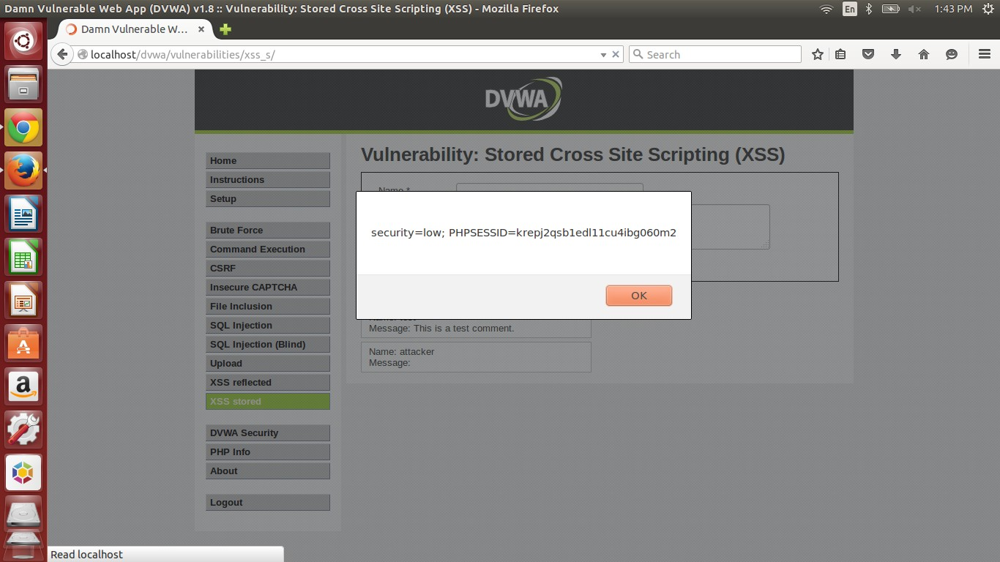 Damn Vulnerable Web App (DVWA) v1.8 :: Vulnerability: Stored Cross Site Scripting (XSS) - Mozilla Firefox
En
1:43 PM
Damn Vulnerable W...
localhost/dvwa/vulnerabilities/xss_s/
Search
DVWA
Home
Instructions
Setup
Brute Force
Command Execution
CSRF
Insecure CAPTCHA
File Inclusion
SQL Injection
SQL Injection (Blind)
Upload
XSS reflected
XSS stored
DVWA Security
PHP Info
About
Logout
Vulnerability: Stored Cross Site Scripting (XSS)
Name *
security=low; PHPSESSID=krepj2qsb1edl11cu4ibg060m2
OK
Name: test
Message: This is a test comment.
Name: attacker
Message:
Read localhost